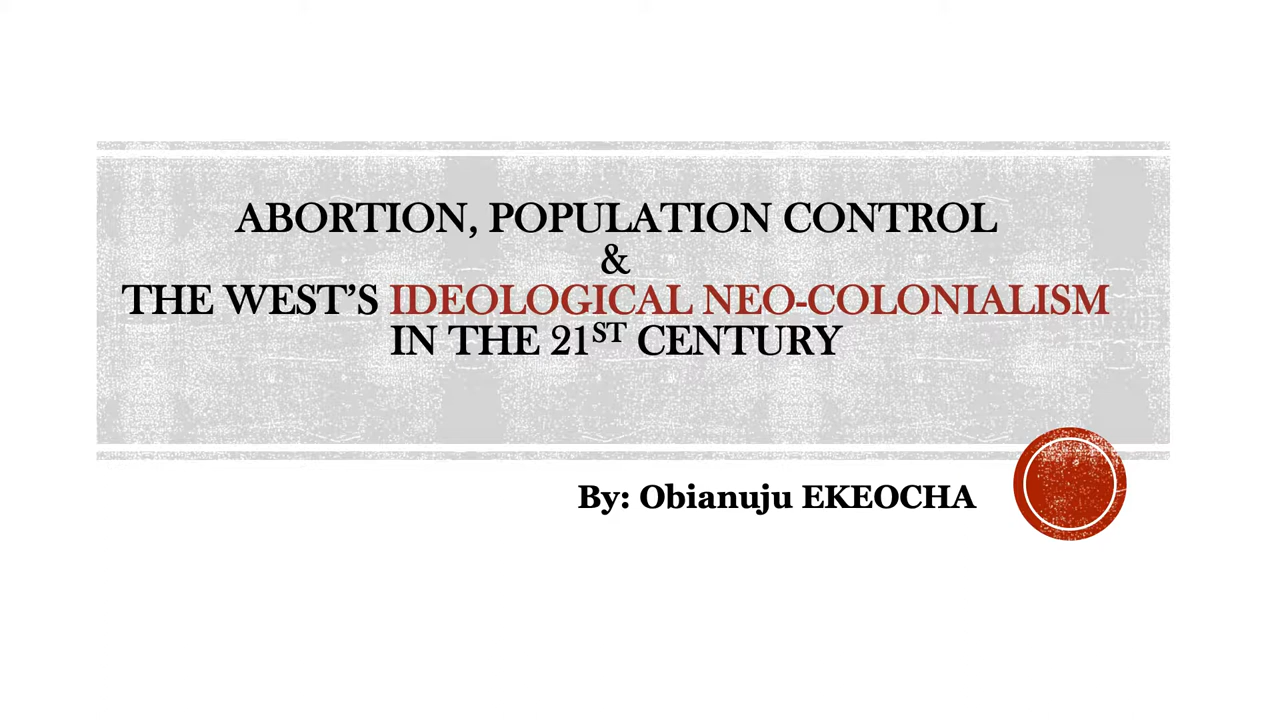 ABORTION, POPULATION CONTROL
&
THE WEST’S IDEOLOGICAL NEO-COLONIALISM
IN THE 21ST CENTURY
By: Obianuju EKEOCHA